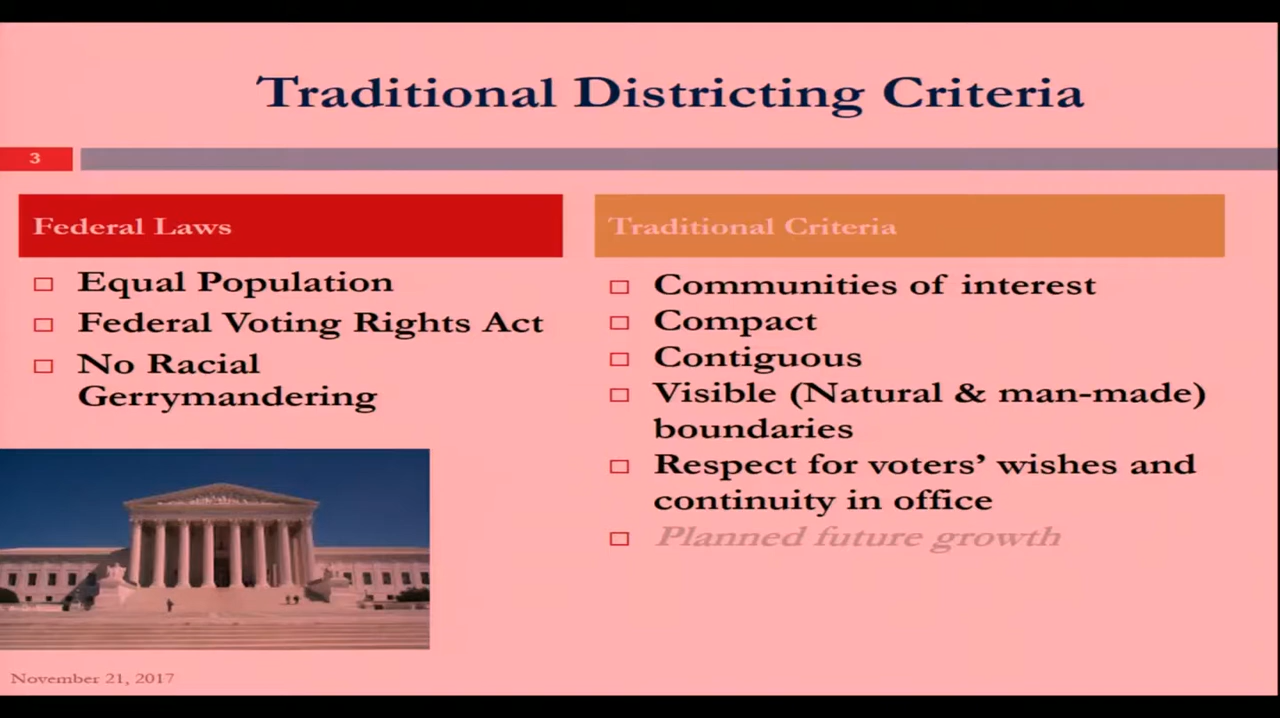 Traditional Districting Criteria
3
Federal Laws
Equal Population
Federal Voting Rights Act
No Racial
Gerrymandering
Traditional Criteria
Communities of interest
Compact
Contiguous
Visible (Natural & man-made)
boundaries
Respect for voters’ wishes and
continuity in office
Planned future growth
November 21, 2017